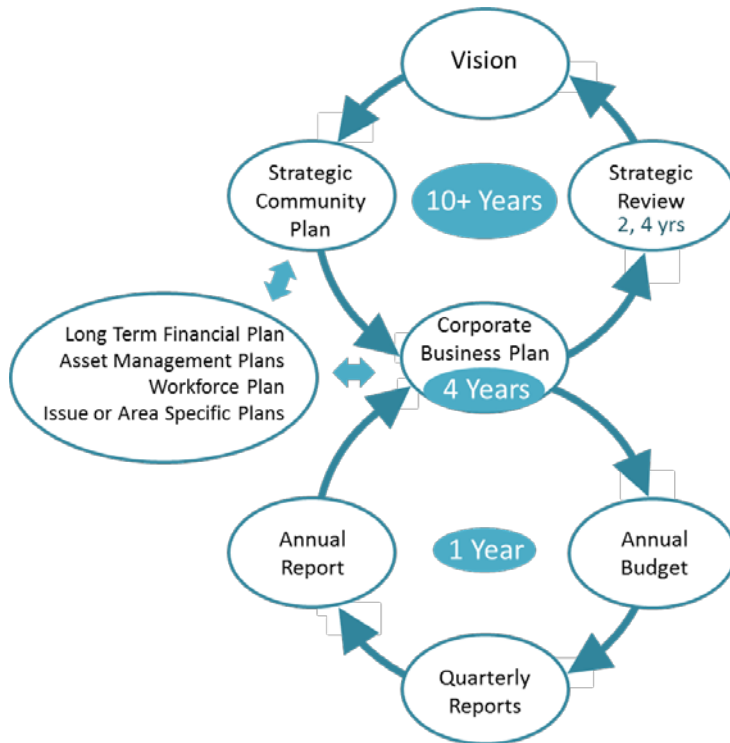 Vision
Strategic
Community
Plan
10+ Years
Strategic
Review
2, 4 yrs
Long Term Financial Plan
Asset Management Plans
Workforce Plan
Issue or Area Specific Plans
Corporate
Business Plan
4 Years
Annual
Report
1 Year
Annual
Budget
Quarterly
Reports